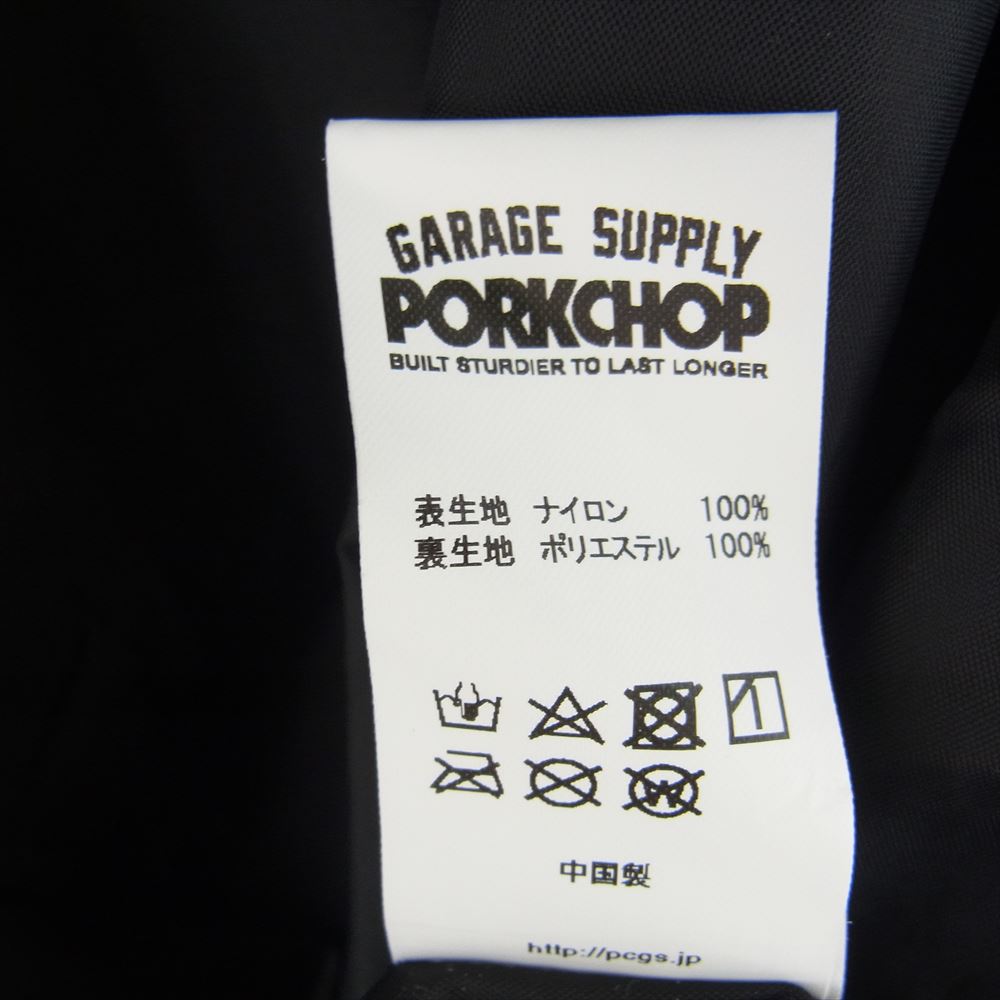 GARAGE SUPPLY
PORKCHOP
BUILT STURDIER TO LAST LONGER
表生地 ナイロン 100%
裏生地 ポリエステル 100%
W
中国製
http://pcgs.jp